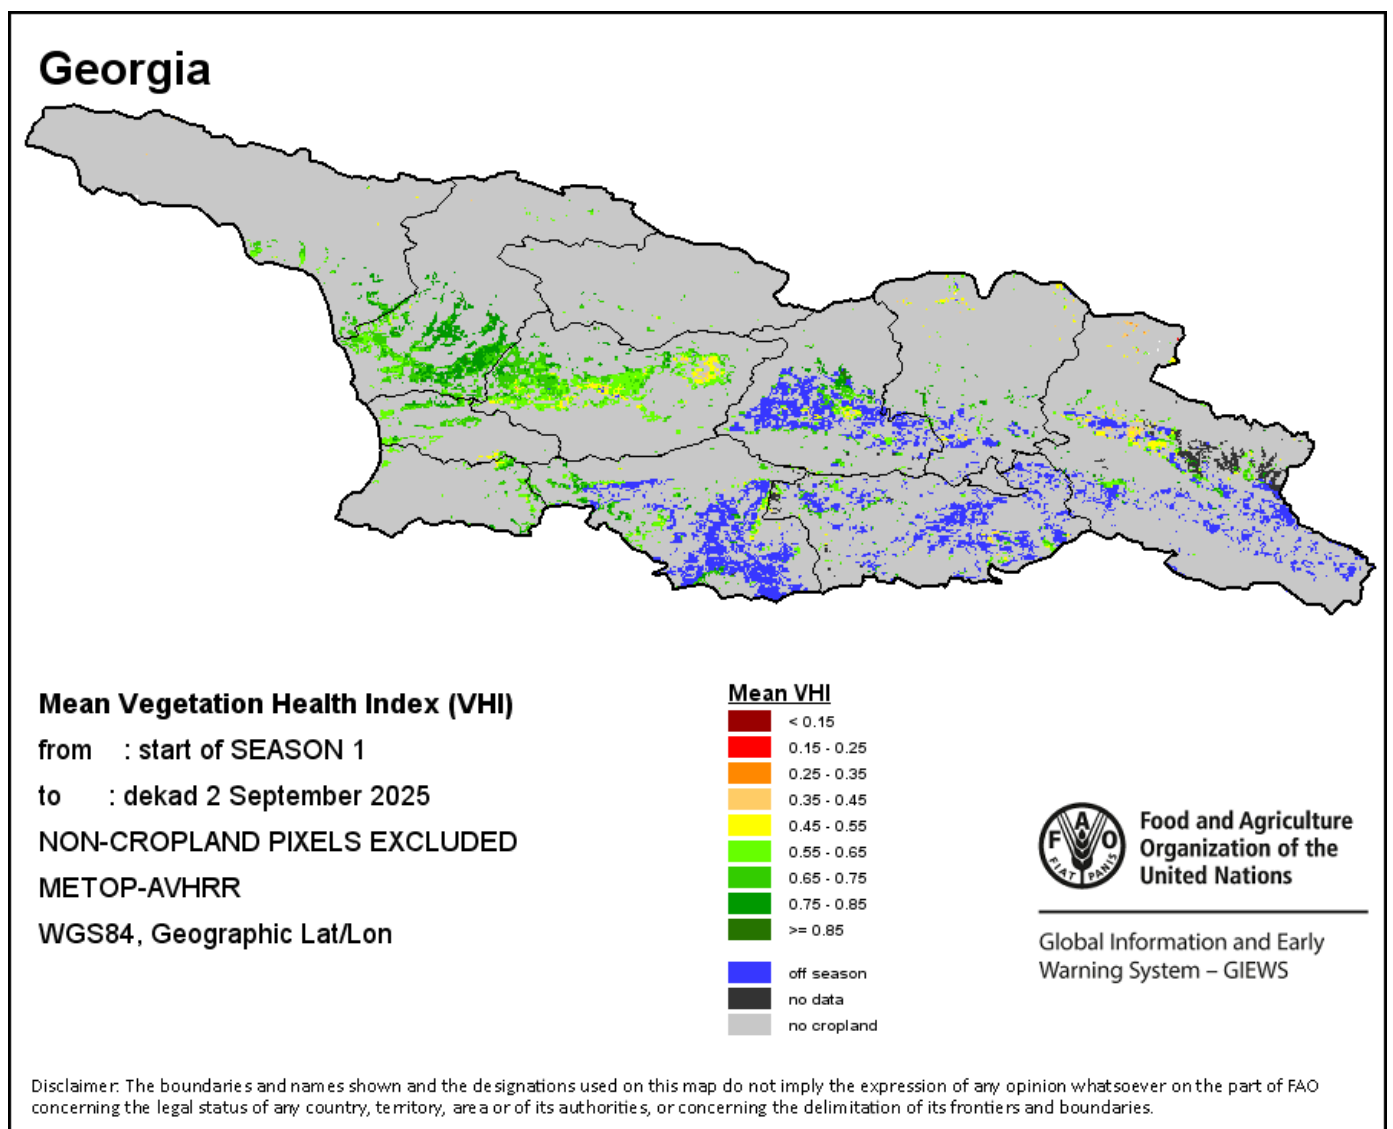 Georgia
Mean Vegetation Health Index (VHI)
from : start of SEASON 1
to : dekad 2 September 2025
NON-CROPLAND PIXELS EXCLUDED
METOP-AVHRR
WGS84, Geographic Lat/Lon
Mean VHI
< 0.15
0.15 - 0.25
0.25 - 0.35
0.35 - 0.45
0.45 - 0.55
0.55 - 0.65
0.65 - 0.75
0.75 - 0.85
>= 0.85
off season
no data
no cropland
F A O
FIAT PANIS
Food and Agriculture
Organization of the
United Nations
Global Information and Early
Warning System – GIEWS
Disclaimer: The boundaries and names shown and the designations used on this map do not imply the expression of any opinion whatsoever on the part of FAO
concerning the legal status of any country, territory, area or of its authorities, or concerning the delimitation of its frontiers and boundaries.